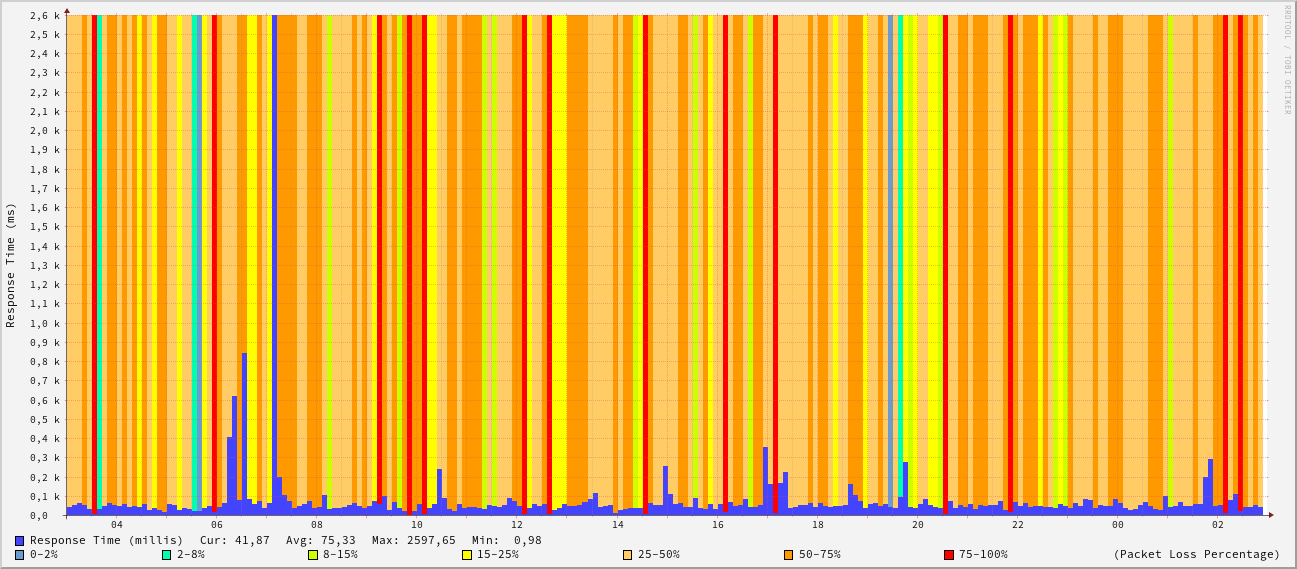 RRDTOOL / TOBI OETIKER
Response Time (ms)
2,6 k
2,5 k
2,4 k
2,3 k
2,2 k
2,1 k
2,0 k
1,9 k
1,8 k
1,7 k
1,6 k
1,5 k
1,4 k
1,3 k
1,2 k
1,1 k
1,0 k
0,9 k
0,8 k
0,7 k
0,6 k
0,5 k
0,4 k
0,3 k
0,2 k
0,1 k
0,0
04 06 08 10 12 14 16 18 20 22 00 02
Response Time (millis) Cur: 41,87 Avg: 75,33 Max: 2597,65 Min: 0,98
0-2% 2-8% 8-15% 15-25% 25-50% 50-75% 75-100% (Packet Loss Percentage)